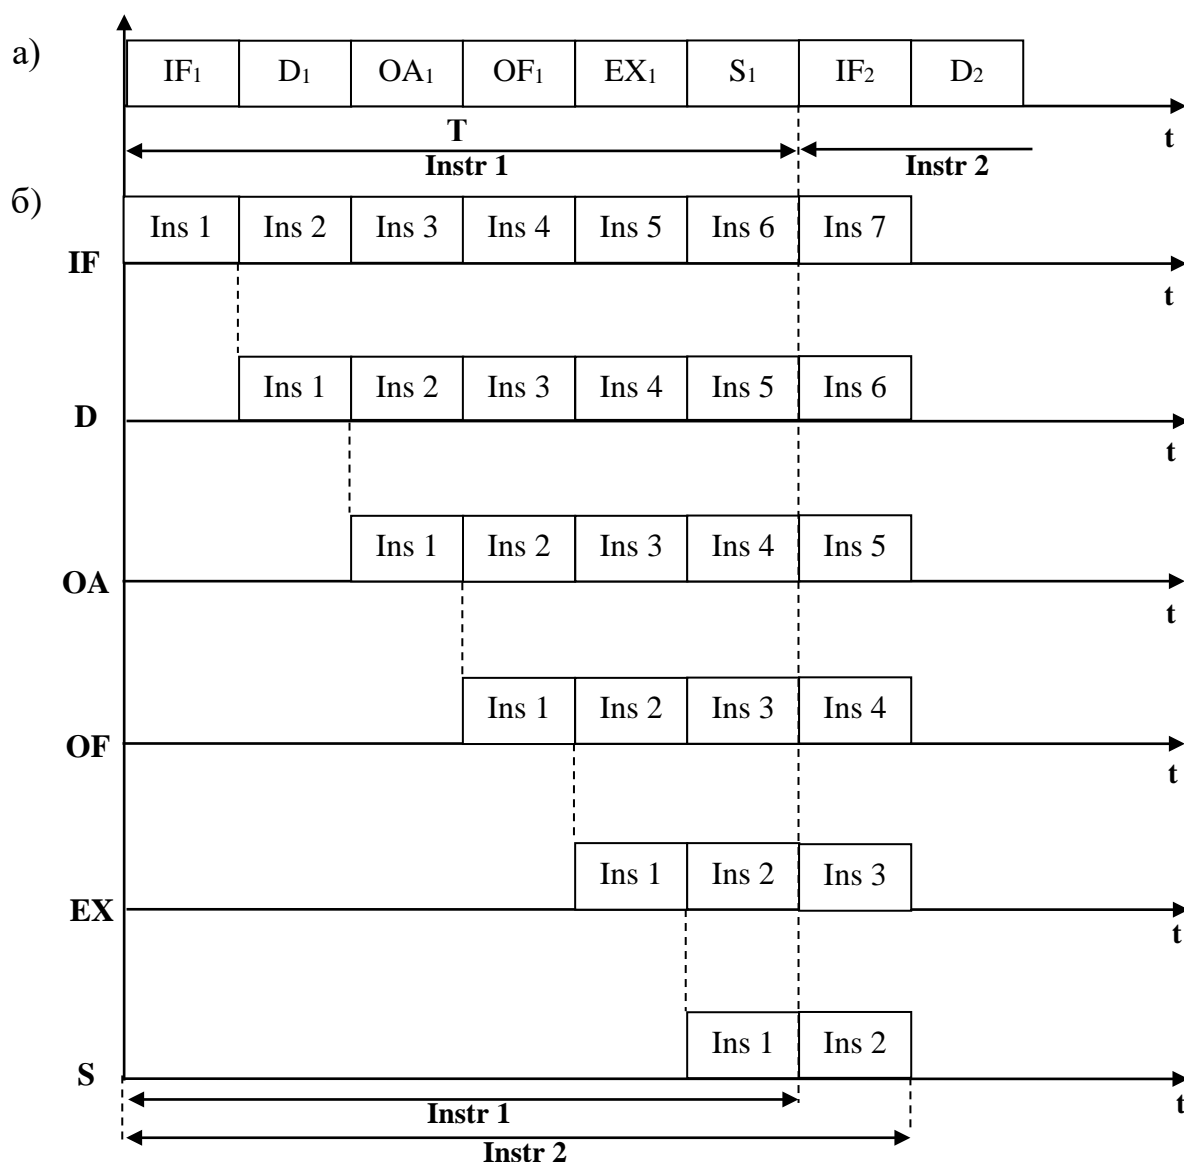 а)
IF₁ D₁ OA₁ OF₁ EX₁ S₁ IF₂ D₂
T
t
Instr 1 Instr 2
б)
Ins 1 Ins 2 Ins 3 Ins 4 Ins 5 Ins 6 Ins 7
IF
t
Ins 1 Ins 2 Ins 3 Ins 4 Ins 5 Ins 6
D
t
Ins 1 Ins 2 Ins 3 Ins 4 Ins 5
OA
t
Ins 1 Ins 2 Ins 3 Ins 4
OF
t
Ins 1 Ins 2 Ins 3
EX
t
Ins 1 Ins 2
S
t
Instr 1
Instr 2